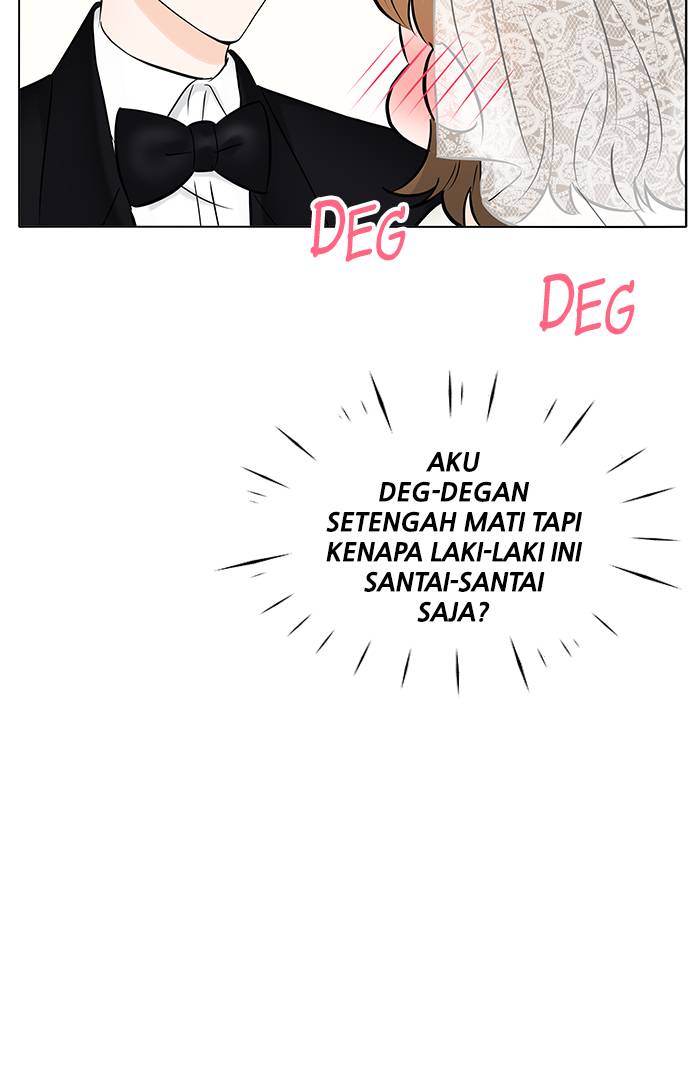 DEG
DEG
AKU
DEG-DEGAN
SETENGAH MATI TAPI
KENAPA LAKI-LAKI INI
SANTAI-SANTAI
SAJA?